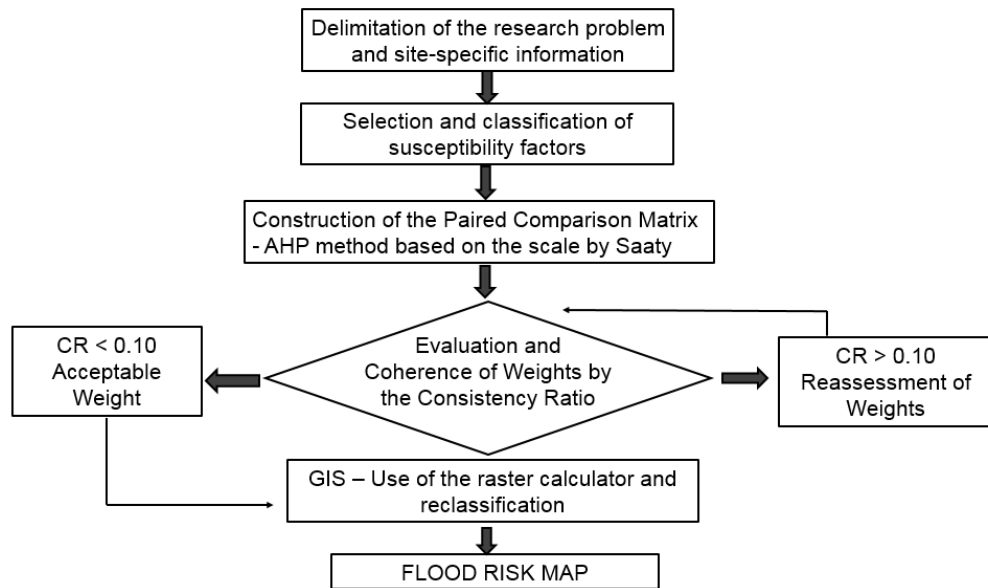 Delimitation of the research problem
and site-specific information
Selection and classification of
susceptibility factors
Construction of the Paired Comparison Matrix
- AHP method based on the scale by Saaty
Evaluation and
Coherence of Weights by
the Consistency Ratio
CR < 0.10
Acceptable
Weight
CR > 0.10
Reassessment of
Weights
GIS – Use of the raster calculator and
reclassification
FLOOD RISK MAP